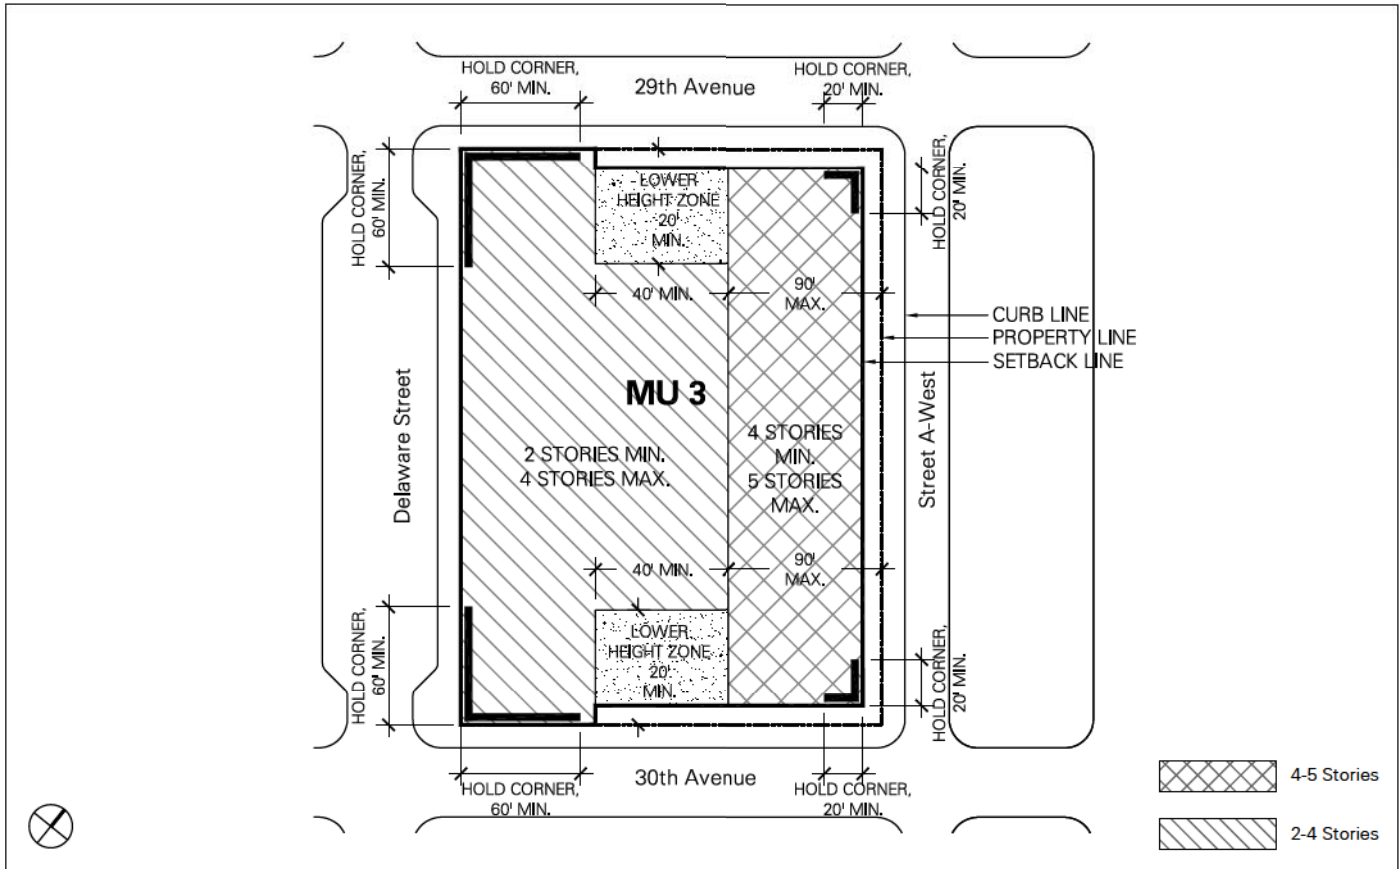 HOLD CORNER,
60' MIN.
29th Avenue
HOLD CORNER,
20' MIN.
HOLD CORNER,
60' MIN.
HOLD CORNER,
20' MIN.
LOWER
HEIGHT ZONE
20'
MIN.
40' MIN.
90'
MAX.
CURB LINE
PROPERTY LINE
SETBACK LINE
MU 3
Delaware Street
Street A-West
2 STORIES MIN.
4 STORIES MAX.
4 STORIES
MIN.
5 STORIES
MAX.
40' MIN.
90'
MAX.
LOWER
HEIGHT ZONE
20'
MIN.
HOLD CORNER,
60' MIN.
HOLD CORNER,
20' MIN.
HOLD CORNER,
60' MIN.
30th Avenue
HOLD CORNER,
20' MIN.
4-5 Stories
2-4 Stories